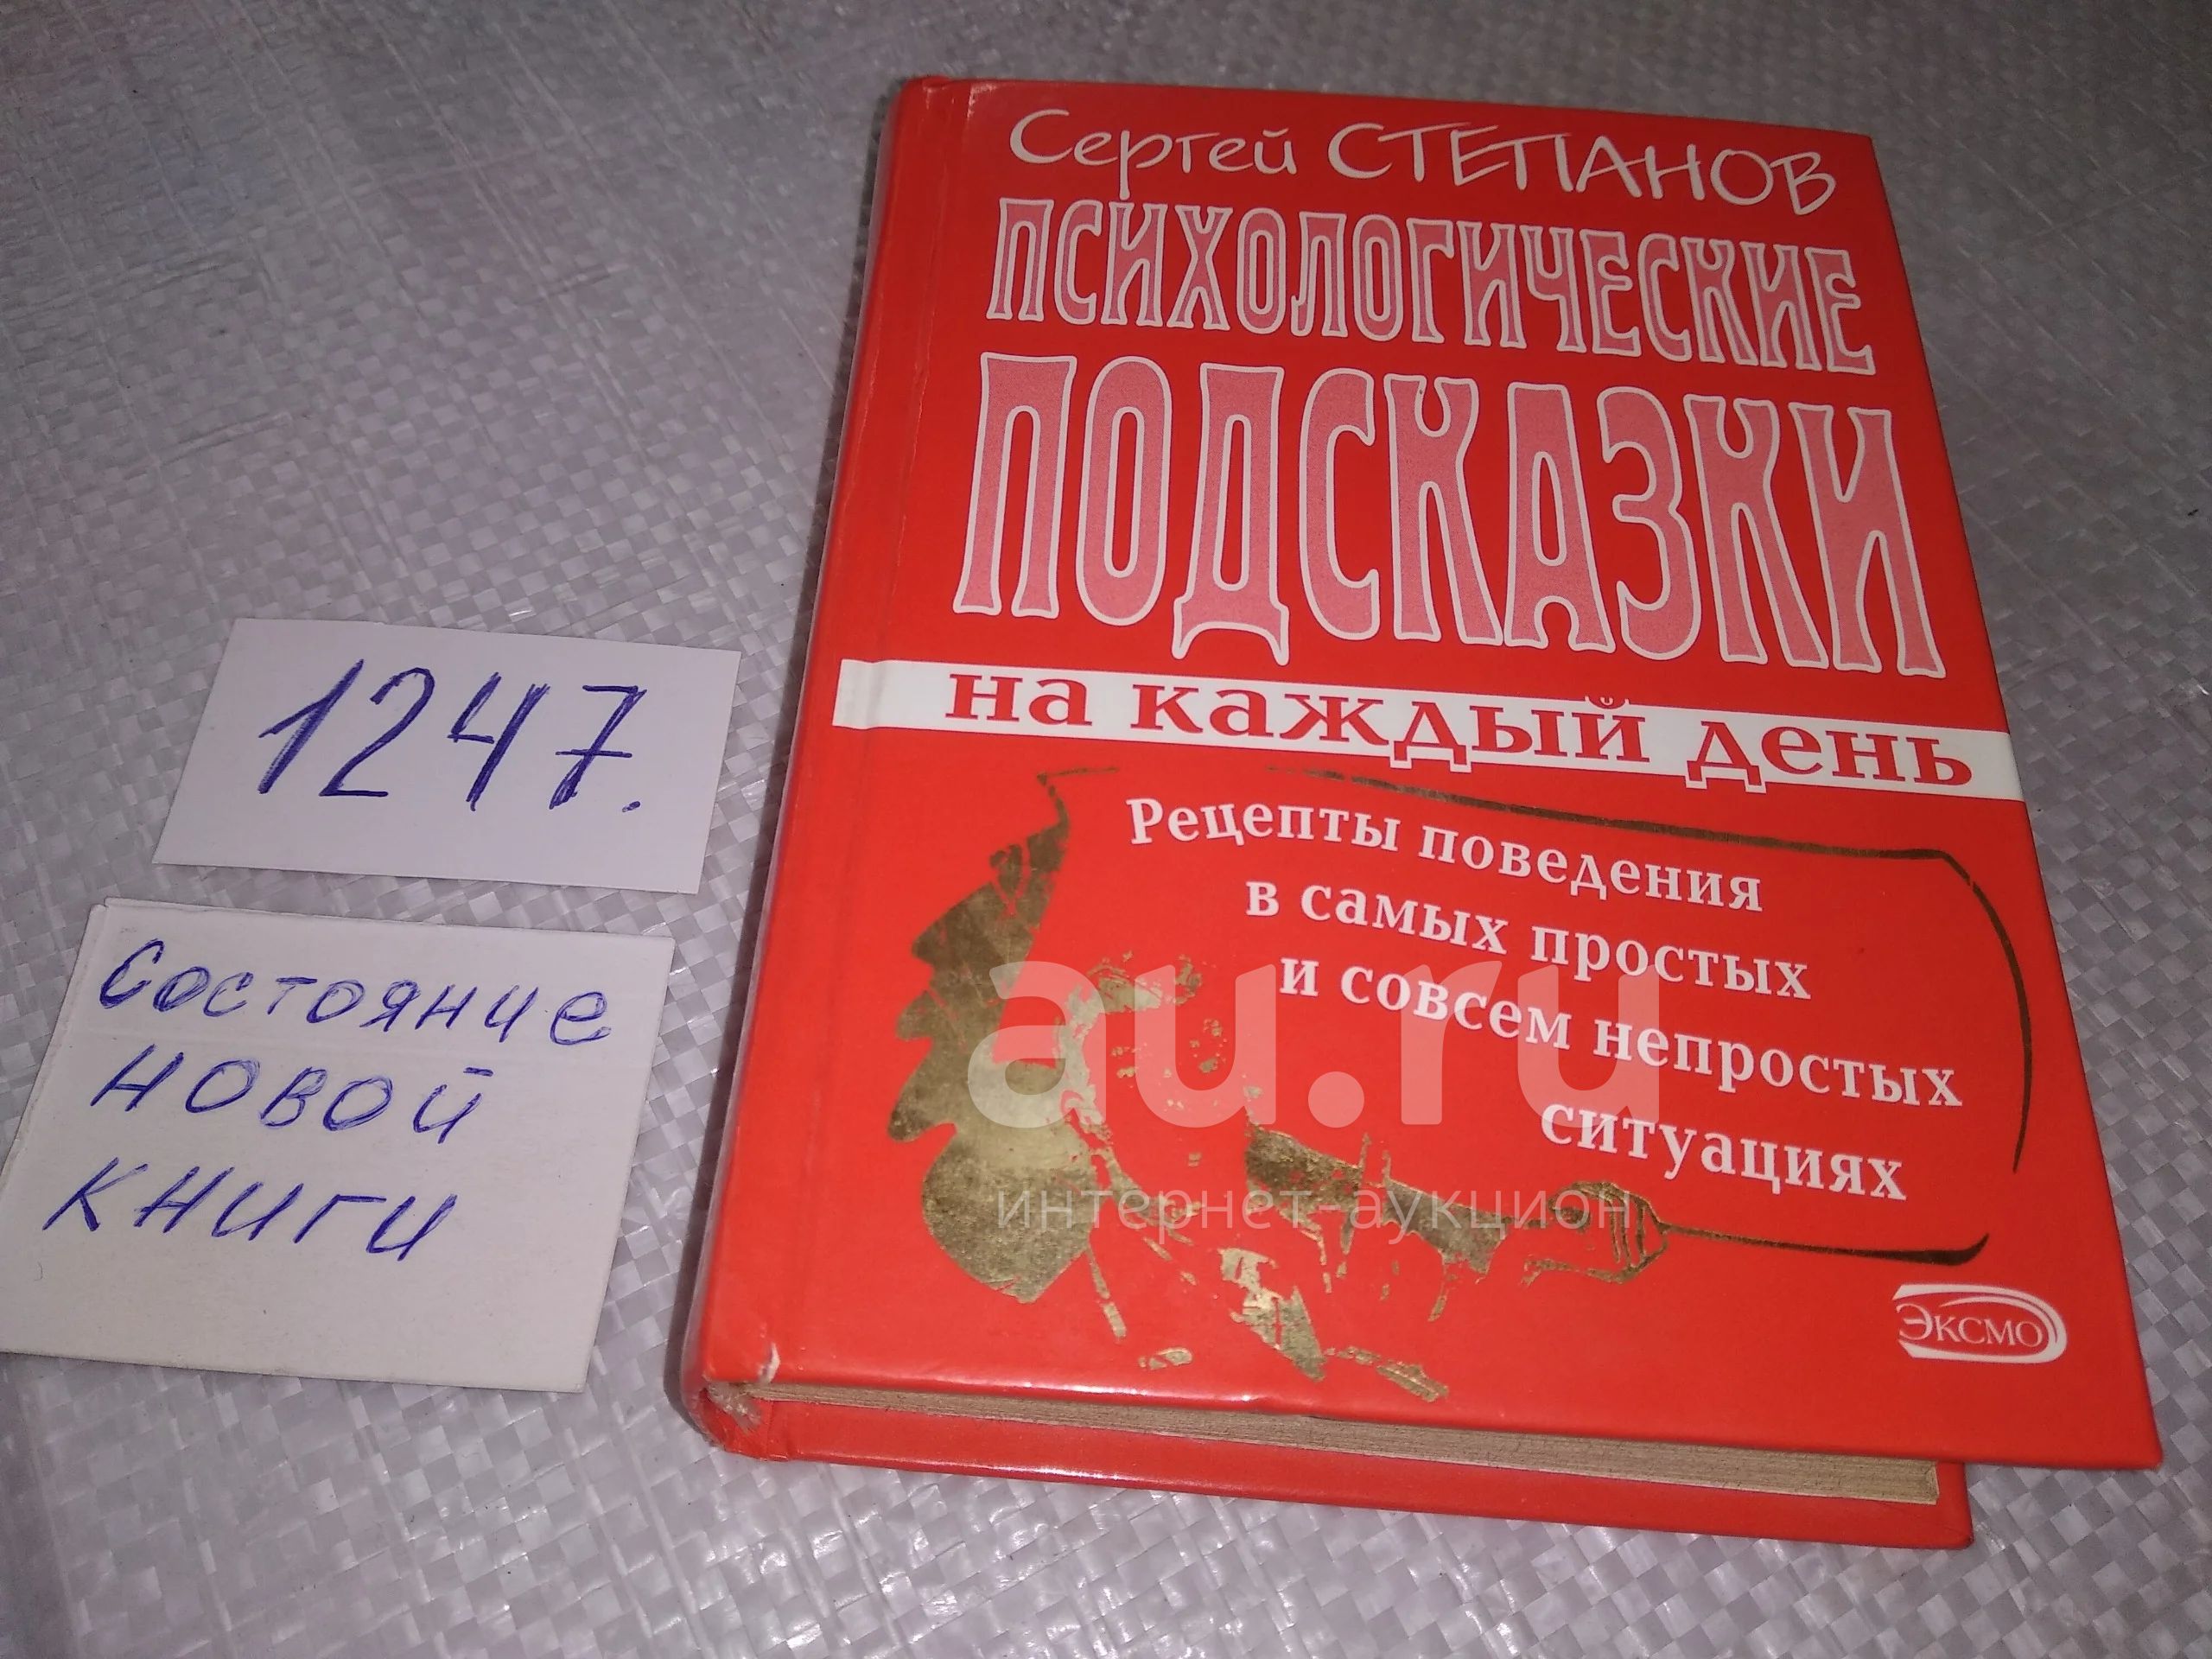 Сергей СТЕПАНОВ
ПСИХОЛОГИЧЕСКИЕ
ПОДСКАЗКИ
на каждый день
Рецепты поведения
в самых простых
и совсем непростых
ситуациях
ЭКСМО
1247.
Состояние
новой
книги
au.ru
интернет-аукцион